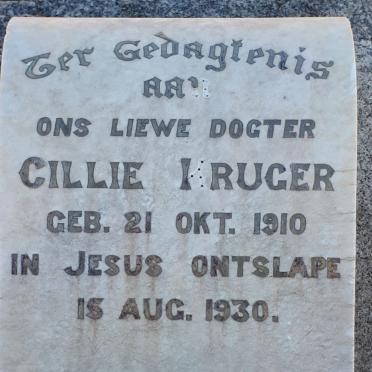 Ter Gedagtenis
aan
ONS LIEWE DOGTER
CILLIE KRUGER
GEB. 21 OKT. 1910
IN JESUS ONTSLAPE
15 AUG. 1930.